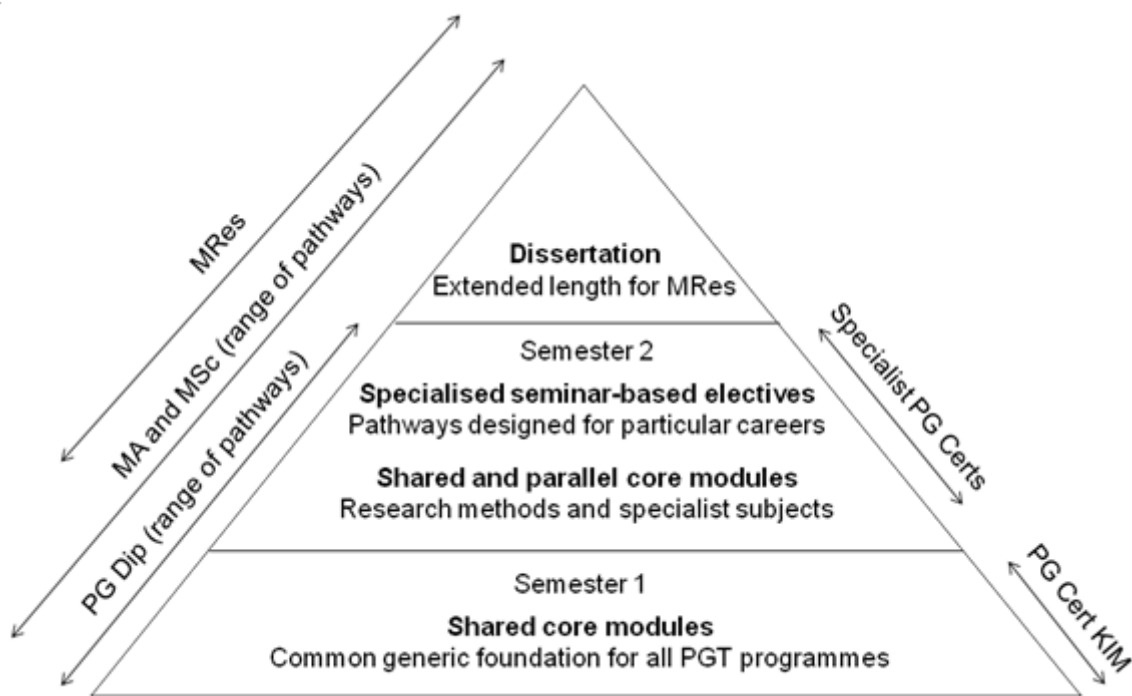 MRes
MA and MSc (range of pathways)
PG Dip (range of pathways)
Dissertation
Extended length for MRes
Semester 2
Specialised seminar-based electives
Pathways designed for particular careers
Shared and parallel core modules
Research methods and specialist subjects
Semester 1
Shared core modules
Common generic foundation for all PGT programmes
Specialist PG Certs
PG Cert KIM